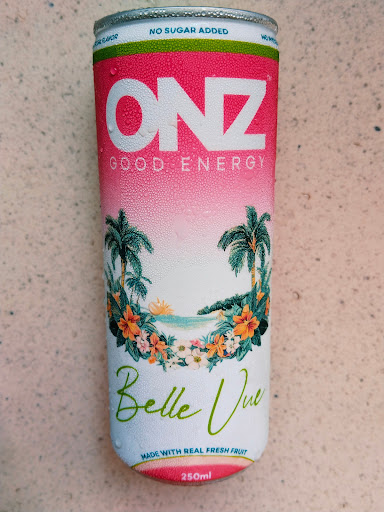 NO SUGAR ADDED
ONZ
GOOD ENERGY
Belle Vue
MADE WITH REAL FRESH FRUIT
250ml